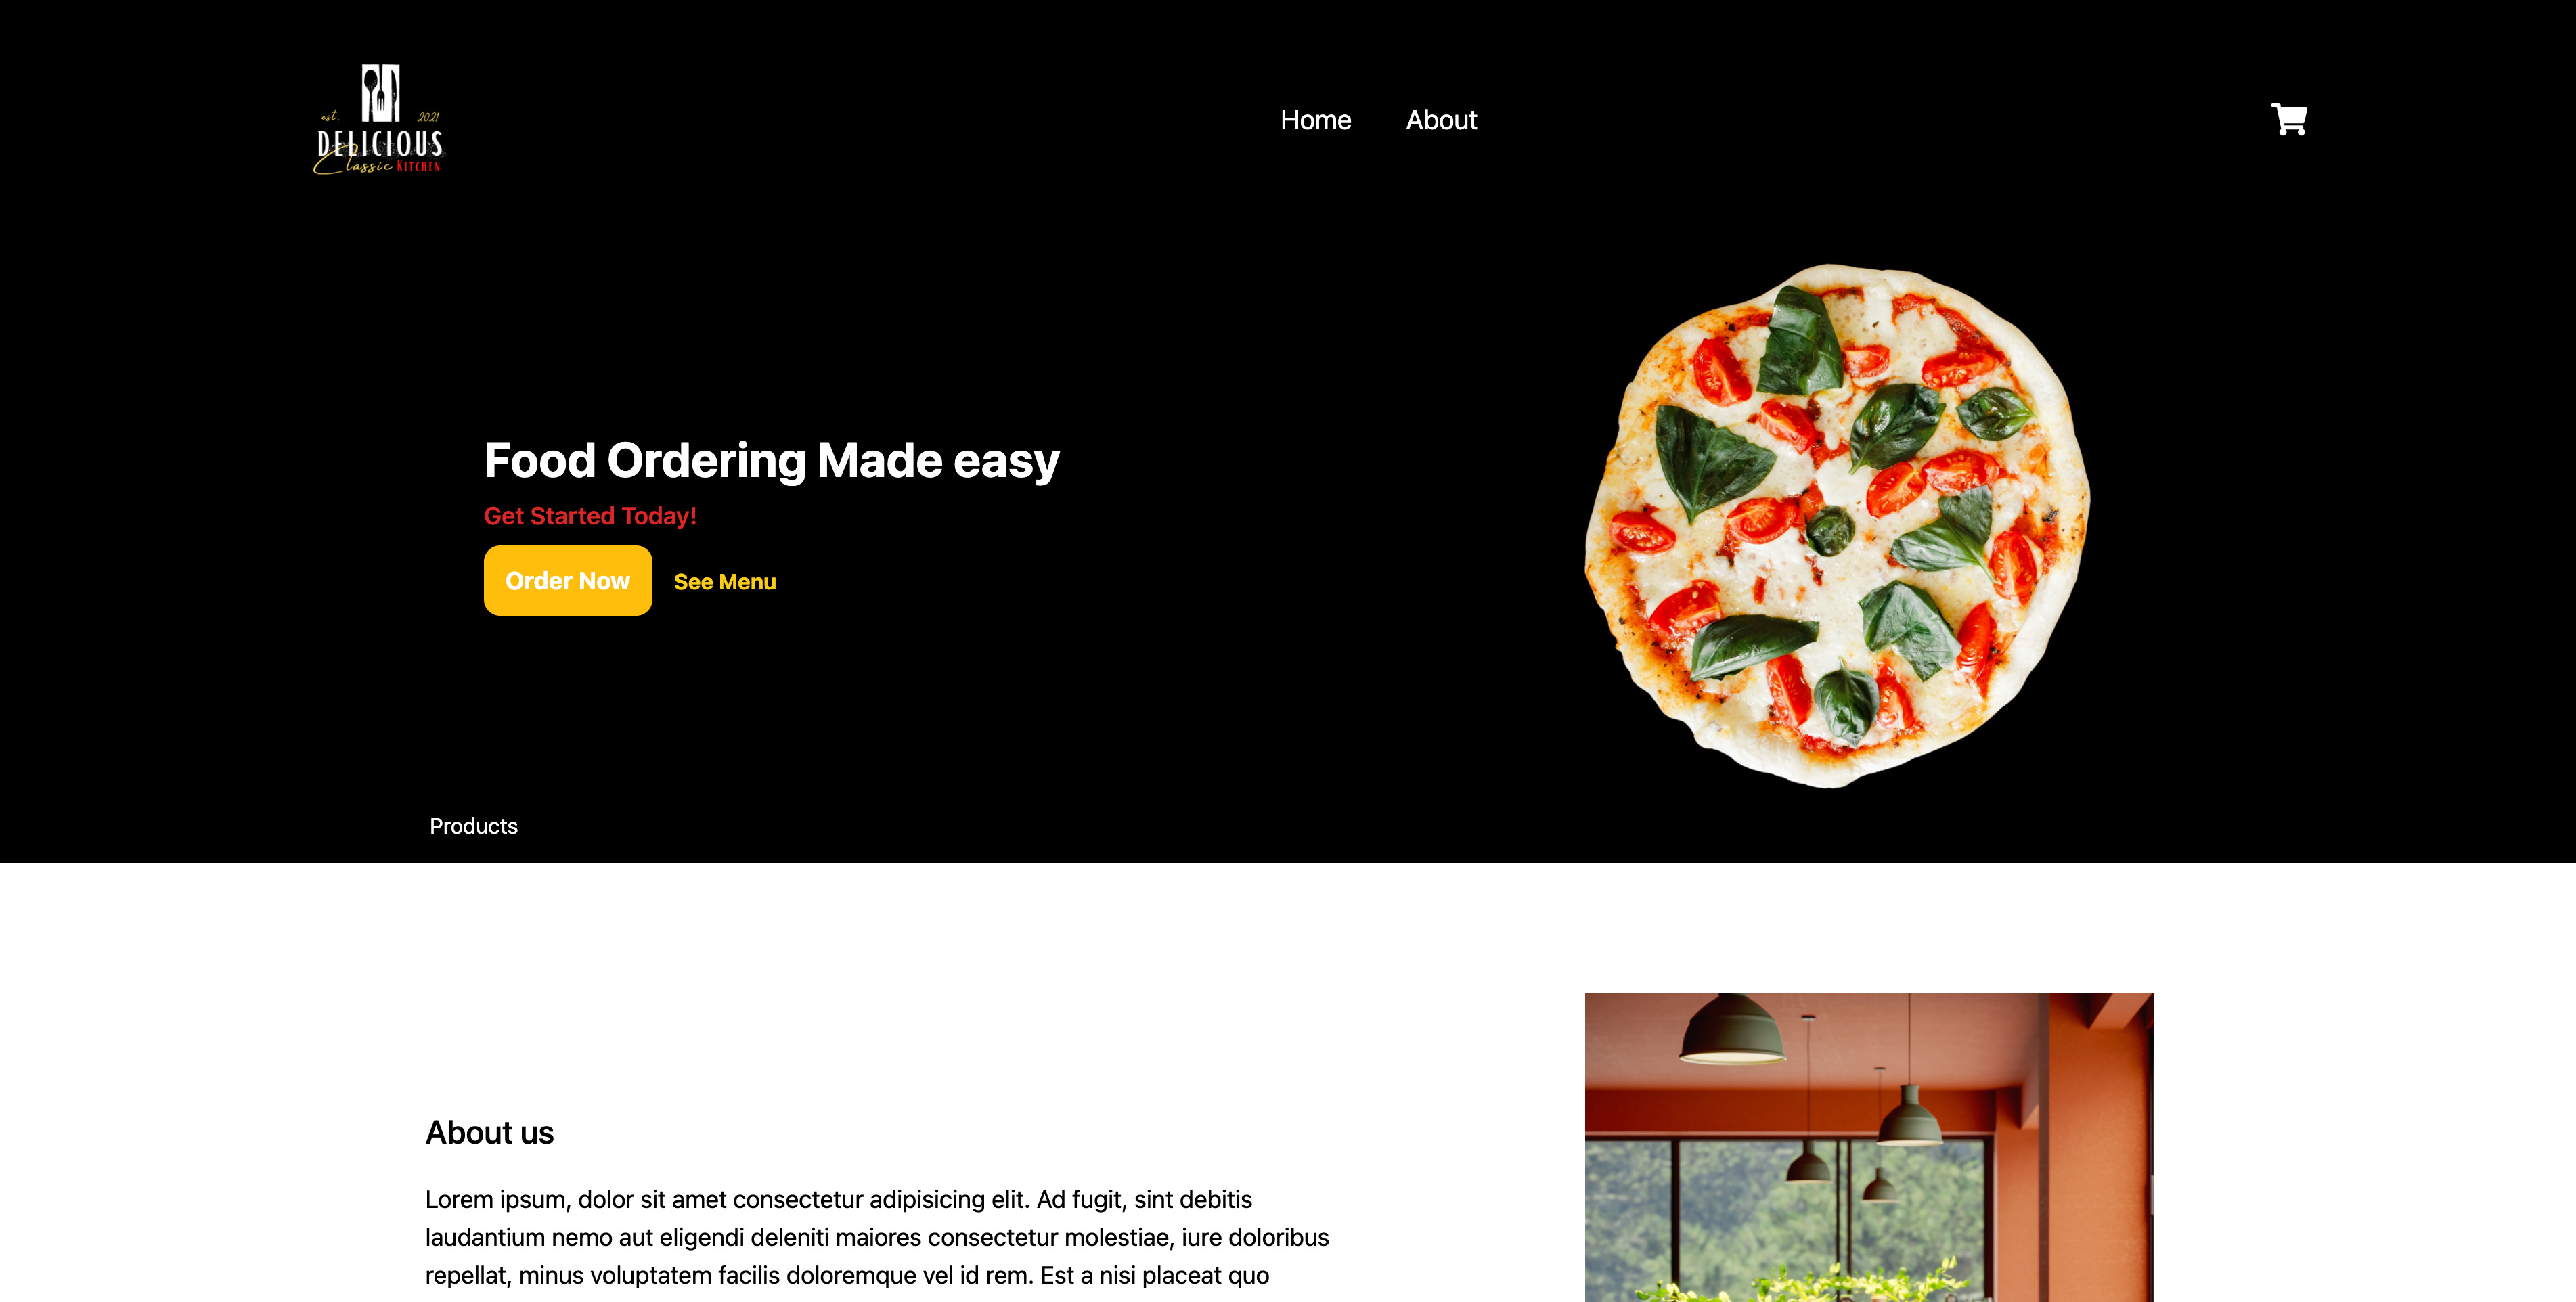 est. 2021
DELICIOUS
Classic KITCHEN
Home About
Food Ordering Made easy
Get Started Today!
Order Now See Menu
Products
About us
Lorem ipsum, dolor sit amet consectetur adipisicing elit. Ad fugit, sint debitis
laudantium nemo aut eligendi deleniti maiores consectetur molestiae, iure doloribus
repellat, minus voluptatem facilis doloremque vel id rem. Est a nisi placeat quo